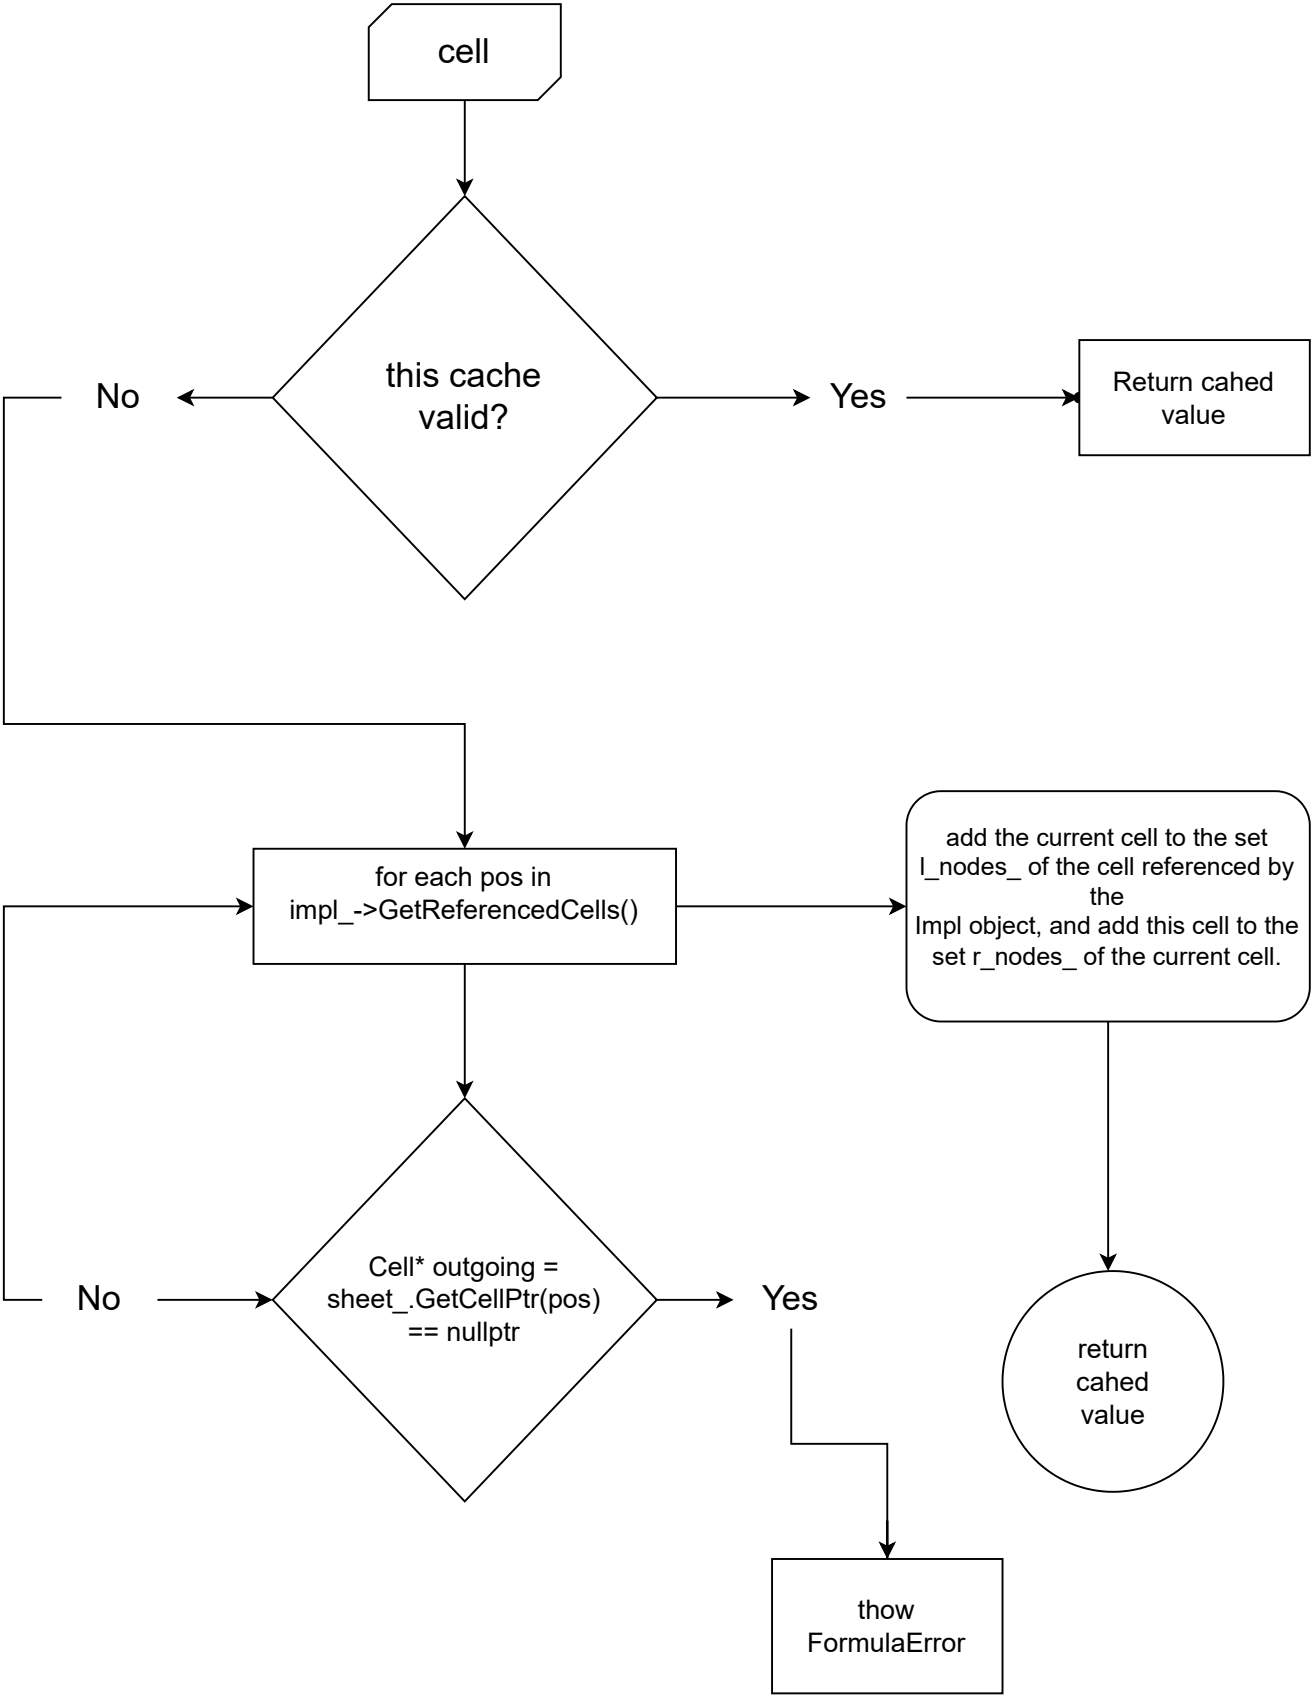 cell
this cache
valid?
No
Yes
Return cahed
value
for each pos in
impl_->GetReferencedCells()
add the current cell to the set
l_nodes_ of the cell referenced by
the
Impl object, and add this cell to the
set r_nodes_ of the current cell.
Cell* outgoing =
sheet_.GetCellPtr(pos)
== nullptr
No
Yes
return
cahed
value
thow
FormulaError